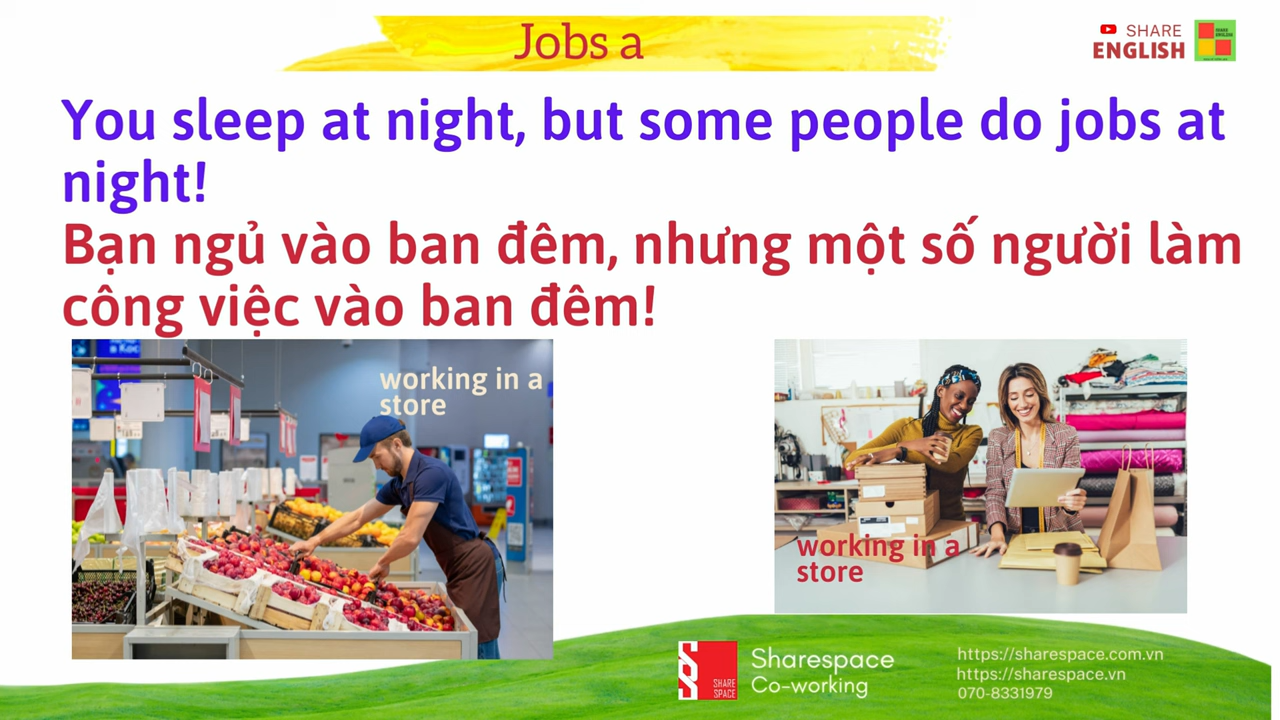 Jobs a
SHARE
ENGLISH
You sleep at night, but some people do jobs at
night!
Bạn ngủ vào ban đêm, nhưng một số người làm
công việc vào ban đêm!
working in a
store
working in a
store
SHARE
SPACE
Sharespace
Co-working
https://sharespace.com.vn
https://sharespace.vn
070-8331979